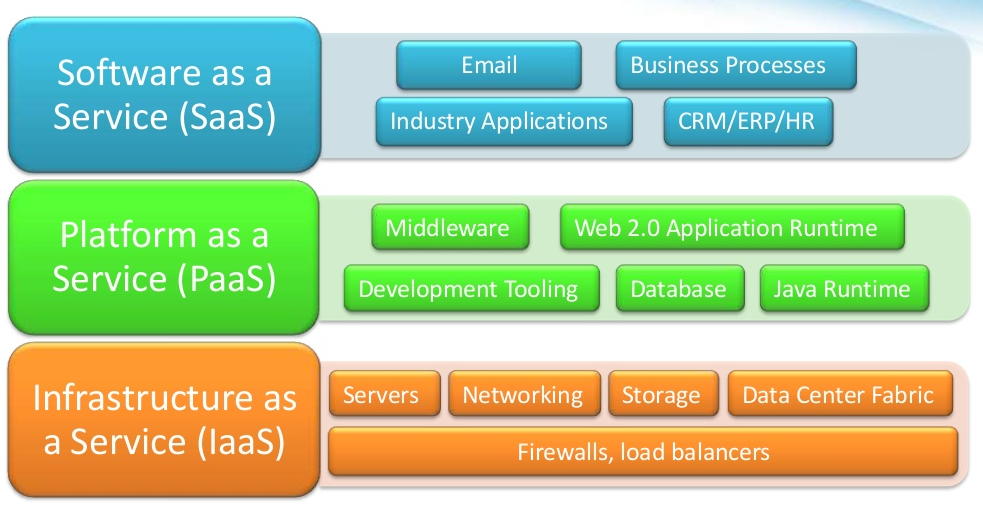 Software as a
Service (SaaS)
Email
Business Processes
Industry Applications
CRM/ERP/HR
Platform as a
Service (PaaS)
Middleware
Web 2.0 Application Runtime
Development Tooling
Database
Java Runtime
Infrastructure as
a Service (IaaS)
Servers
Networking
Storage
Data Center Fabric
Firewalls, load balancers